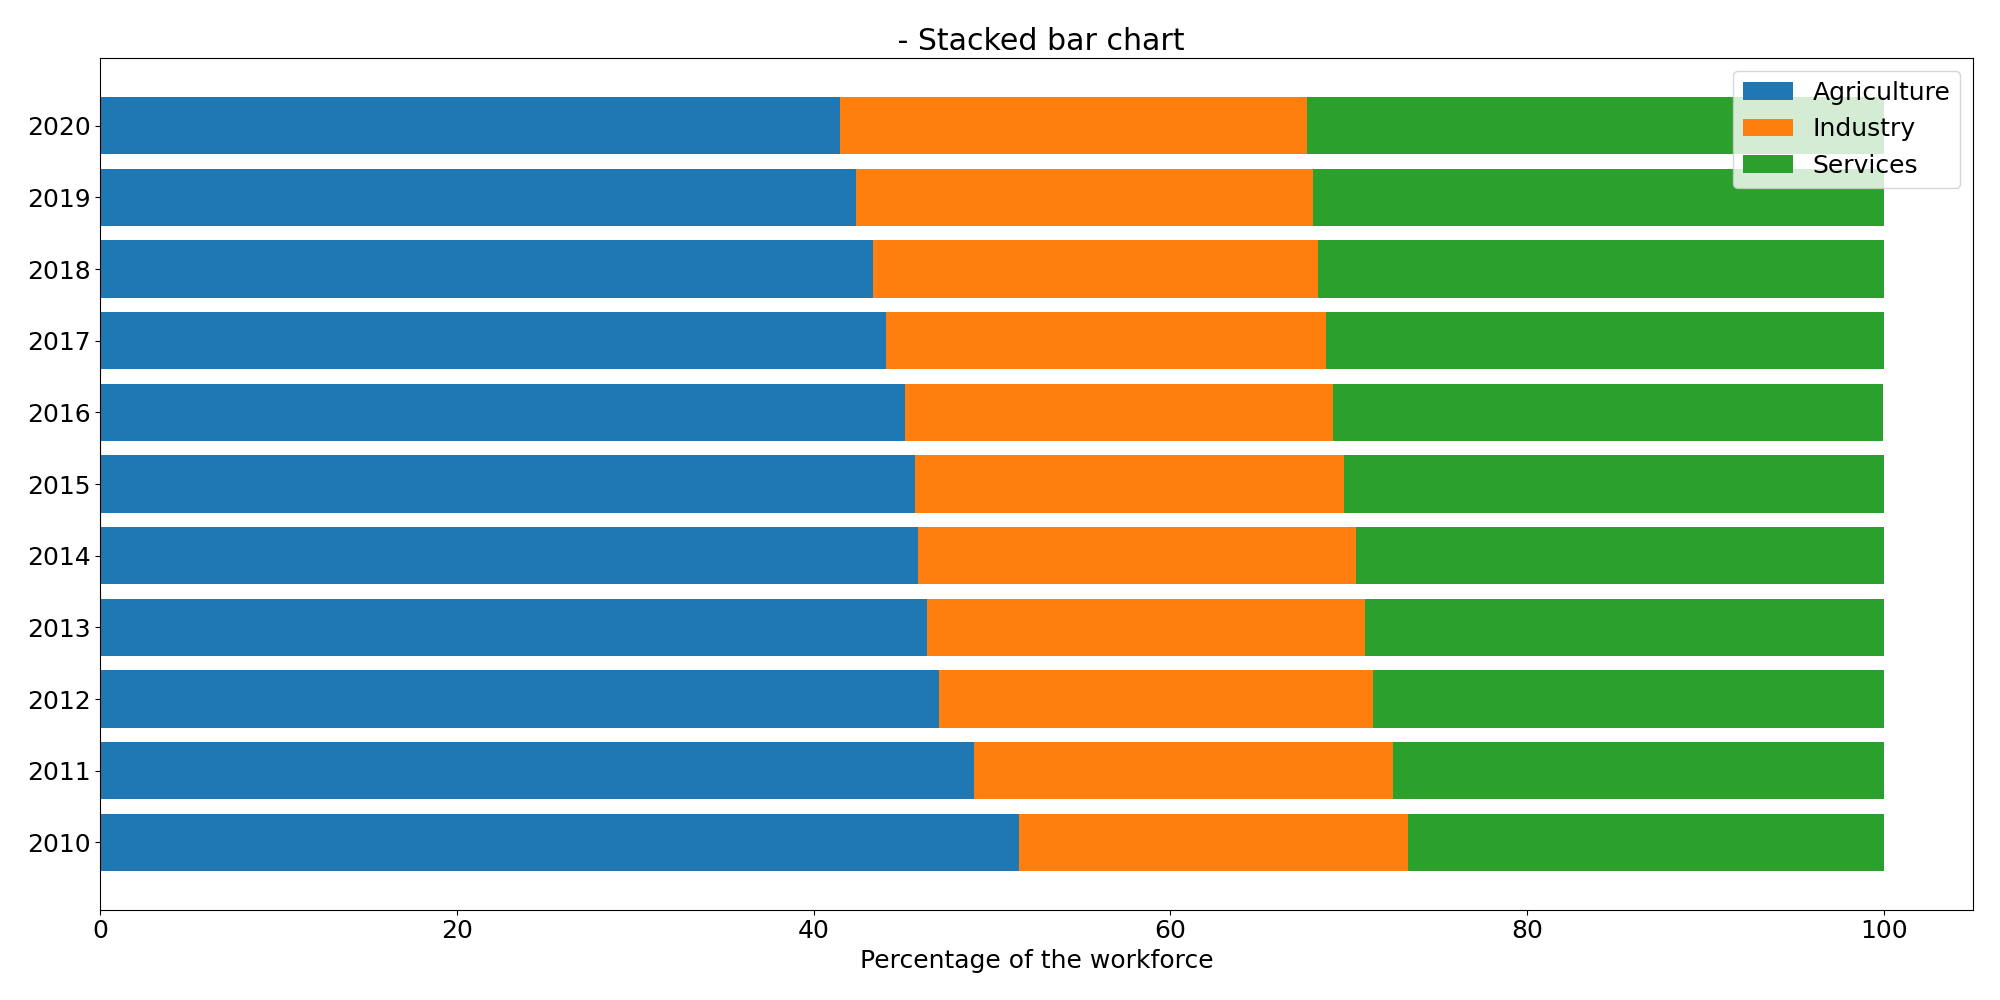 - Stacked bar chart
Agriculture
Industry
Services
2020
2019
2018
2017
2016
2015
2014
2013
2012
2011
2010
0 20 40 60 80 100
Percentage of the workforce